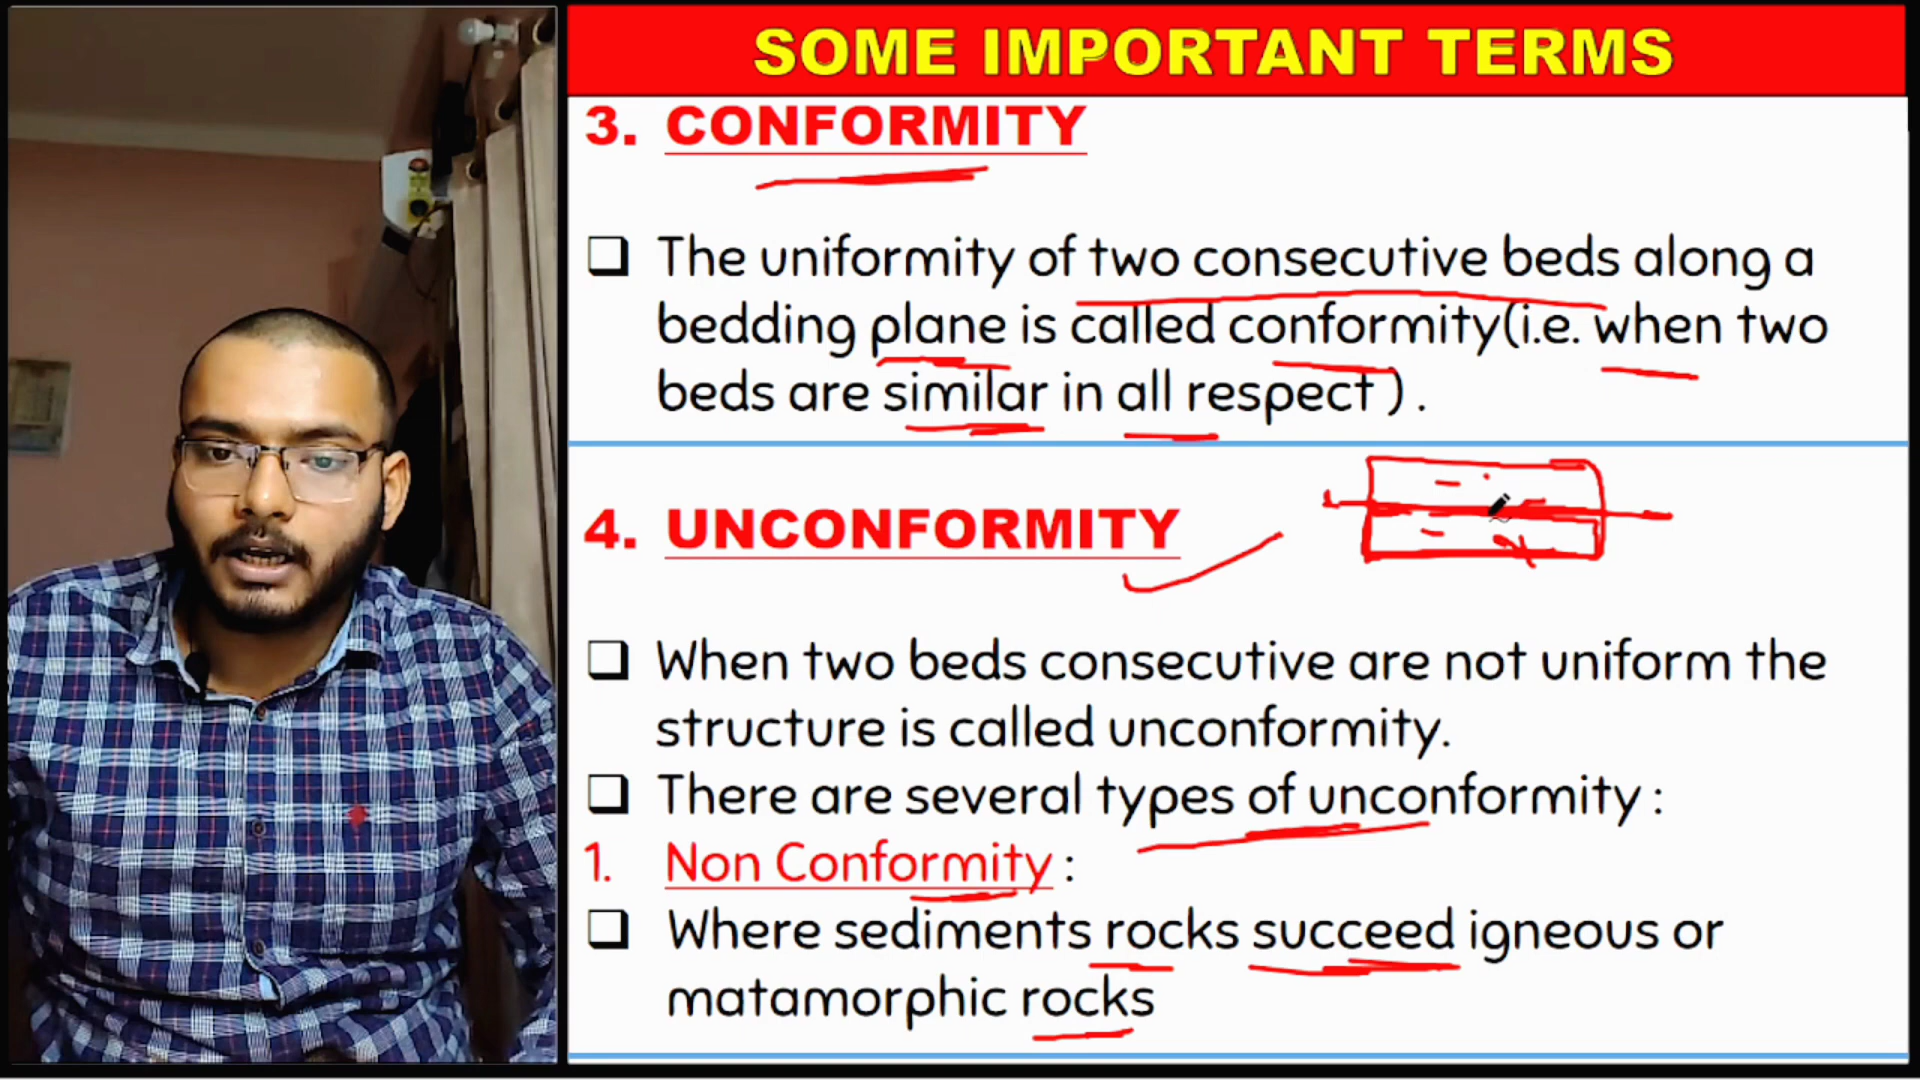 SOME IMPORTANT TERMS
3. CONFORMITY
❑ The uniformity of two consecutive beds along a
bedding plane is called conformity(i.e. when two
beds are similar in all respect ) .
4. UNCONFORMITY
❑ When two beds consecutive are not uniform the
structure is called unconformity.
❑ There are several types of unconformity :
1. Non Conformity :
❑ Where sediments rocks succeed igneous or
matamorphic rocks